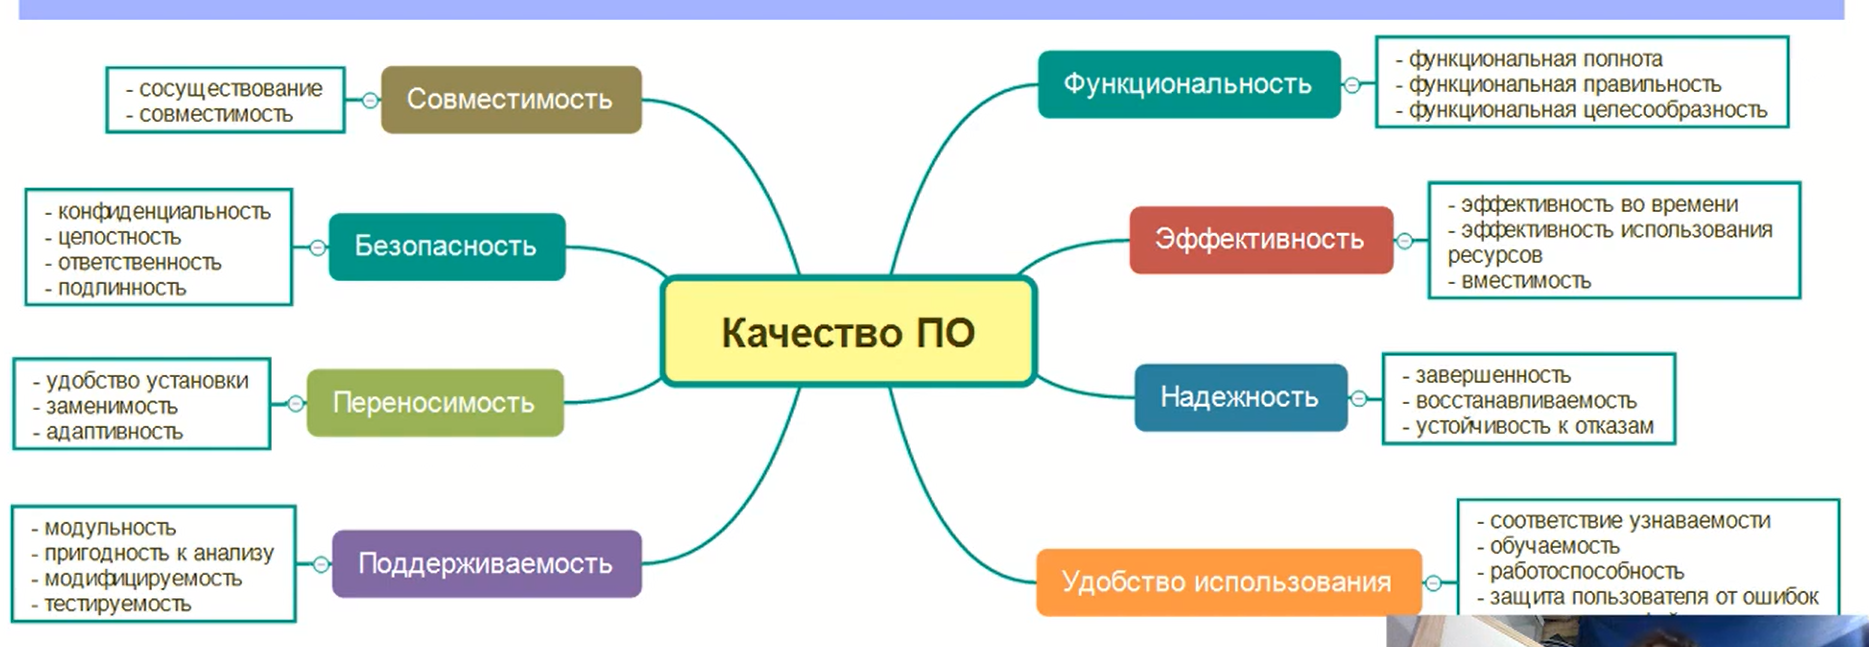 Качество ПО
Функциональность
- функциональная полнота
- функциональная правильность
- функциональная целесообразность
Эффективность
- эффективность во времени
- эффективность использования
ресурсов
- вместимость
Надежность
- завершенность
- восстанавливаемость
- устойчивость к отказам
Удобство использования
- соответствие узнаваемости
- обучаемость
- работоспособность
- защита пользователя от ошибок
Совместимость
- сосуществование
- совместимость
Безопасность
- конфиденциальность
- целостность
- ответственность
- подлинность
Переносимость
- удобство установки
- заменимость
- адаптивность
Поддерживаемость
- модульность
- пригодность к анализу
- модифицируемость
- тестируемость